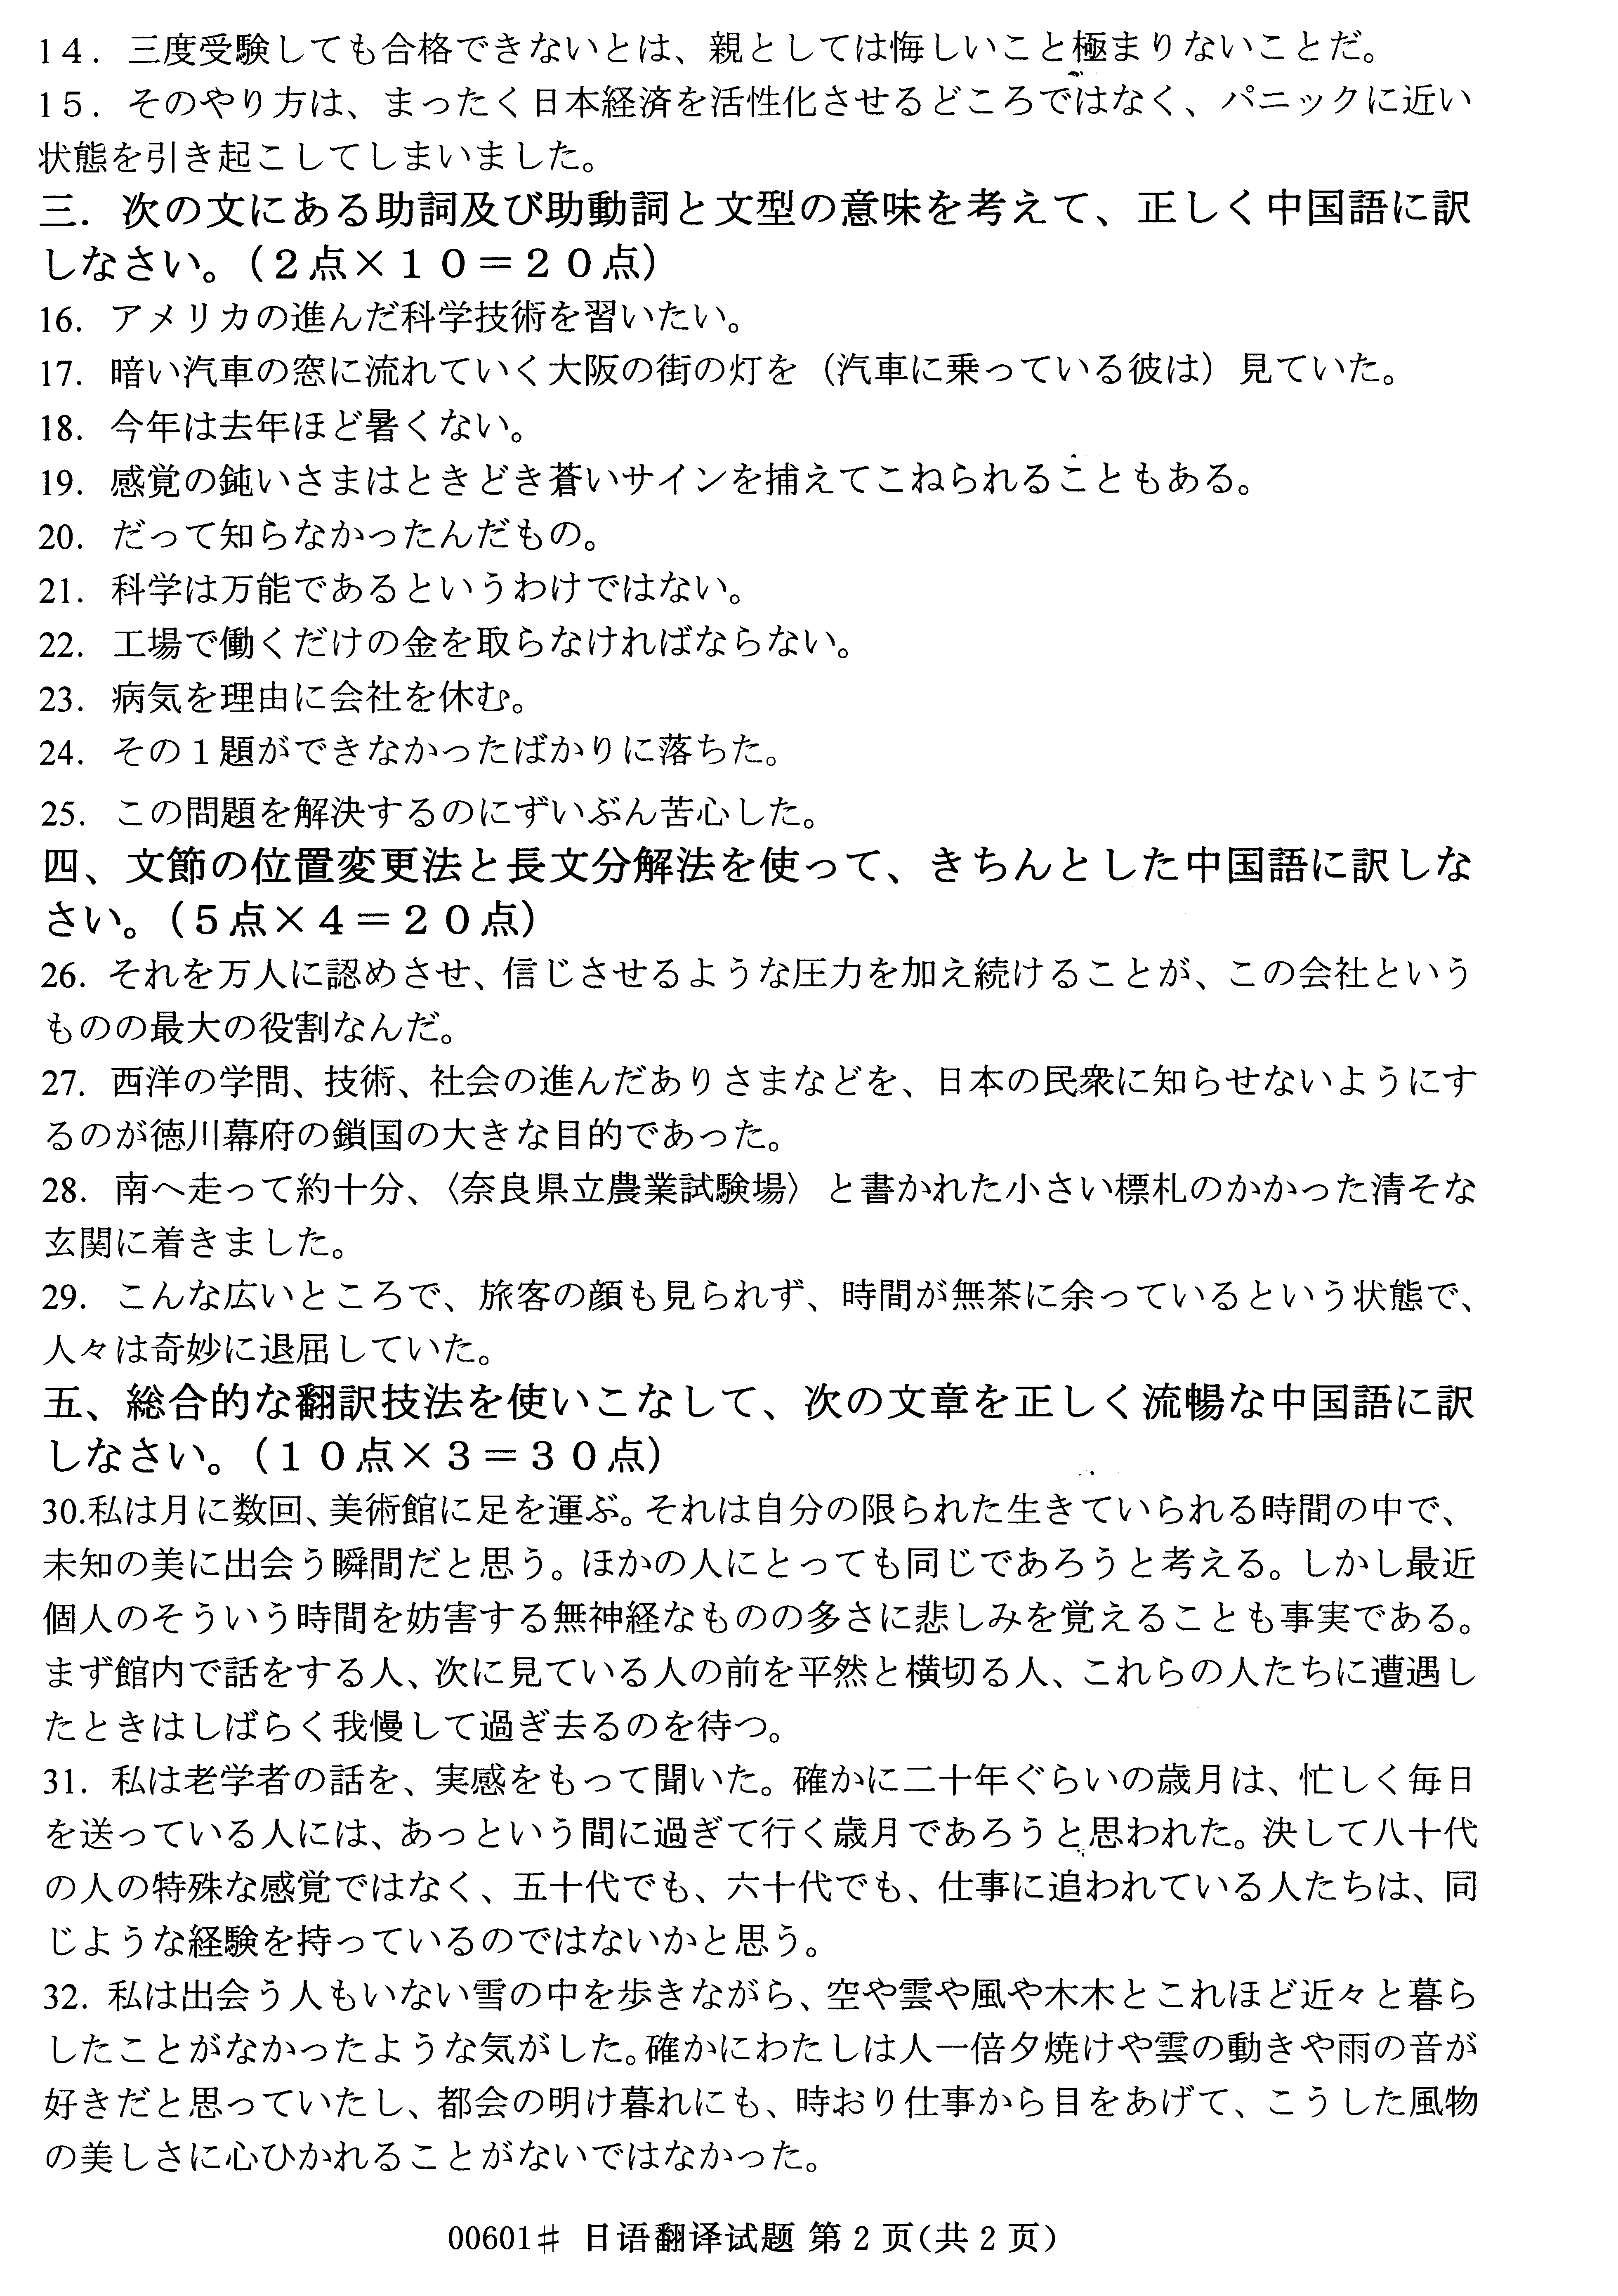 14．三度受験しても合格できないとは、親としては悔しいこと極まりないことだ。
15．そのやり方は、まったく日本経済を活性化させるどころではなく、パニックに近い
状態を引き起こしてしまいました。
三．次の文にある助詞及び助動詞と文型の意味を考えて、正しく中国語に訳
しなさい。（２点×１０＝２０点）
16．アメリカの進んだ科学技術を習いたい。
17．暗い汽車の窓に流れていく大阪の街の灯を（汽車に乗っている彼は）見ていた。
18．今年は去年ほど暑くない。
19．感覚の鈍いさまはときどき蒼いサインを捕えてこねられることもある。
20．だって知らなかったんだもの。
21．科学は万能であるというわけではない。
22．工場で働くだけの金を取らなければならない。
23．病気を理由に会社を休む。
24．その１題ができなかったばかりに落ちた。
25．この問題を解決するのにずいぶん苦心した。
四、文節の位置変更法と長文分解法を使って、きちんとした中国語に訳しな
さい。（５点×４＝２０点）
26．それを万人に認めさせ、信じさせるような圧力を加え続けることが、この会社という
ものの最大の役割なんだ。
27．西洋の学問、技術、社会の進んだありさまなどを、日本の民衆に知らせないようにす
るのが徳川幕府の鎖国の大きな目的であった。
28．南へ走って約十分、〈奈良県立農業試験場〉と書かれた小さい標札のかかった清そな
玄関に着きました。
29．こんな広いところで、旅客の顔も見られず、時間が無茶に余っているという状態で、
人々は奇妙に退屈していた。
五、総合的な翻訳技法を使いこなして、次の文章を正しく流暢な中国語に訳
しなさい。（１０点×３＝３０点）
30.私は月に数回、美術館に足を運ぶ。それは自分の限られた生きていられる時間の中で、
未知の美に出会う瞬間だと思う。ほかの人にとっても同じであろうと考える。しかし最近
個人のそういう時間を妨害する無神経なものの多さに悲しみを覚えることも事実である。
まず館内で話をする人、次に見ている人の前を平然と横切る人、これらの人たちに遭遇し
たときはしばらく我慢して過ぎ去るのを待つ。
31．私は老学者の話を、実感をもって聞いた。確かに二十年ぐらいの歳月は、忙しく毎日
を送っている人には、あっという間に過ぎて行く歳月であろうと思われた。決して八十代
の人の特殊な感覚ではなく、五十代でも、六十代でも、仕事に追われている人たちは、同
じような経験を持っているのではないかと思う。
32．私は出会う人もいない雪の中を歩きながら、空や雲や風や木木とこれほど近々と暮ら
したことがなかったような気がした。確かにわたしは人一倍夕焼けや雲の動きや雨の音が
好きだと思っていたし、都会の明け暮れにも、時おり仕事から目をあげて、こうした風物
の美しさに心ひかれることがないではなかった。
00601＃ 日语翻译试题 第 2 页（共 2 页）